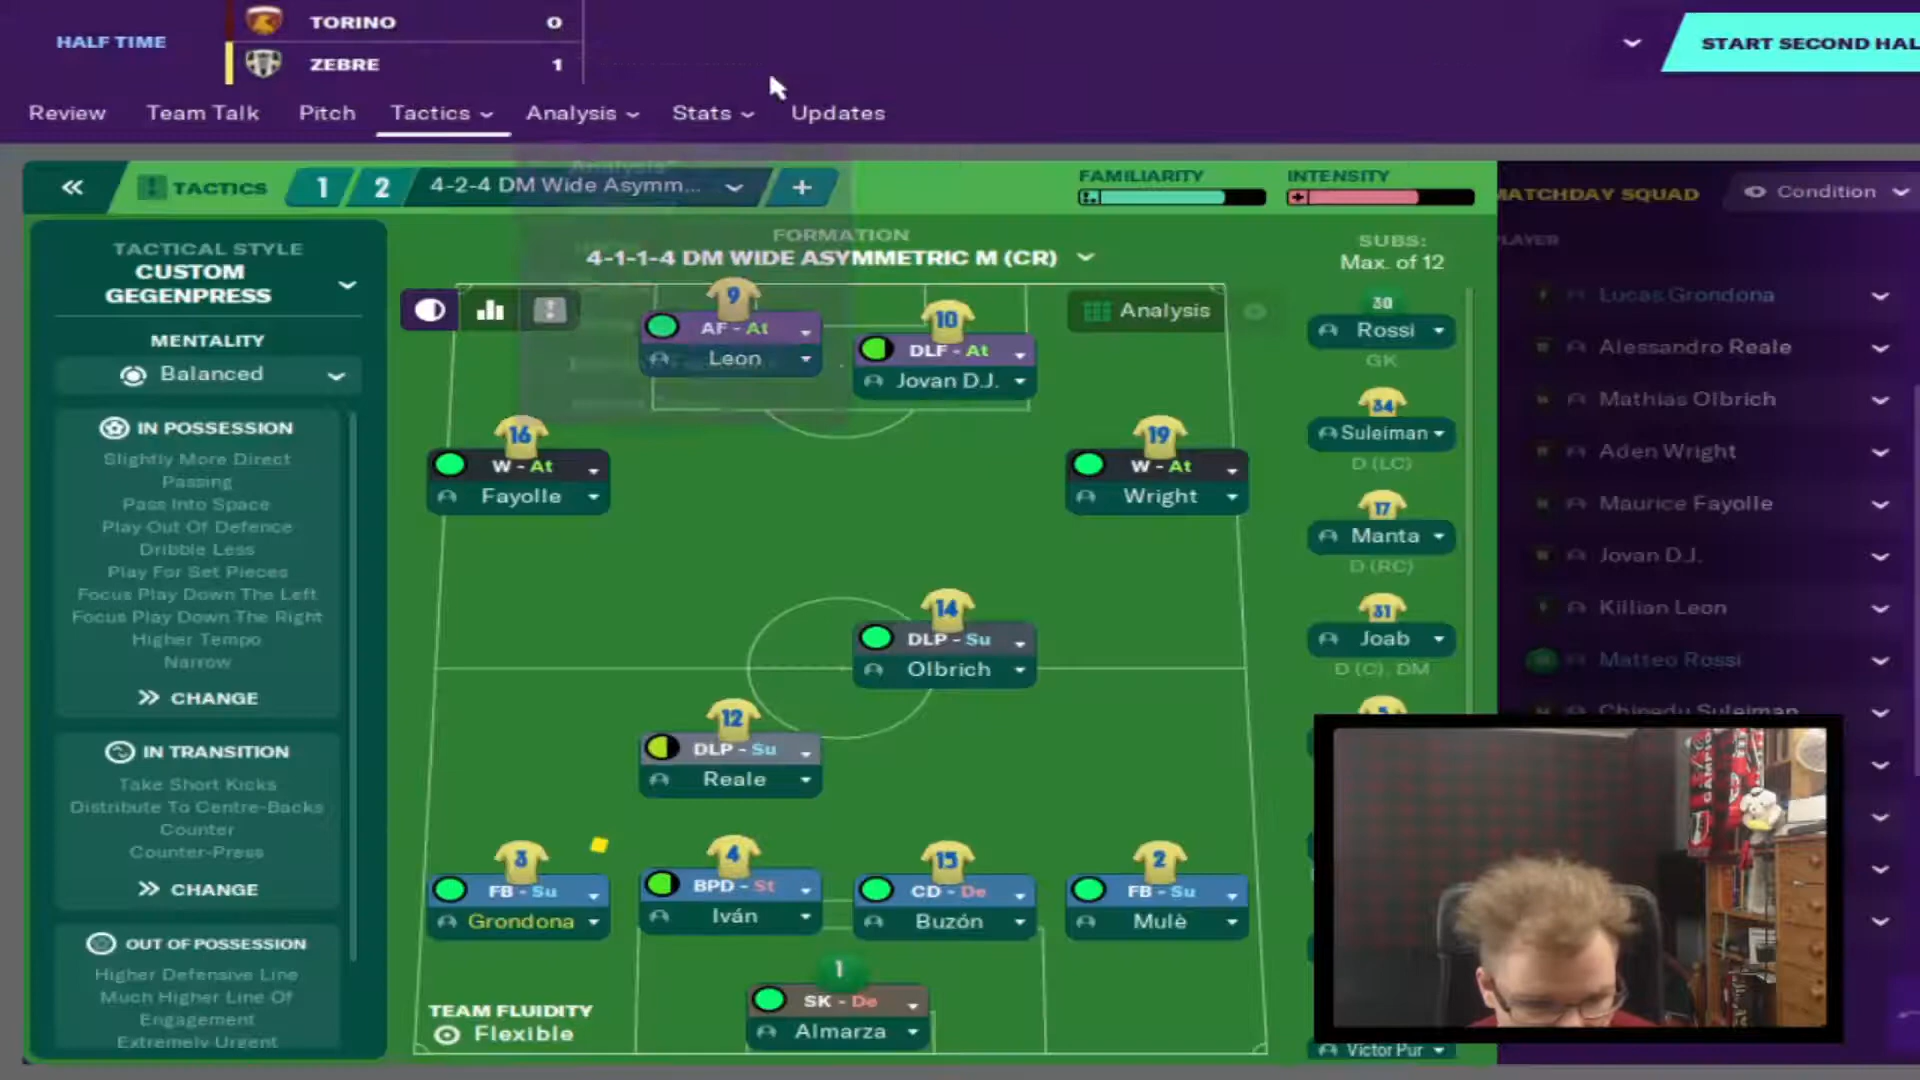 HALF TIME
TORINO 0
ZEBRE 1
START SECOND HAL
Review Team Talk Pitch Tactics Analysis Stats Updates
TACTICS 1 2 4-2-4 DM Wide Asymm... +
FAMILIARITY
INTENSITY
MATCHDAY SQUAD
Condition
PLAYER
TACTICAL STYLE
CUSTOM
GEGENPRESS
MENTALITY
Balanced
IN POSSESSION
Slightly More Direct
Passing
Pass Into Space
Play Out Of Defence
Dribble Less
Play For Set Pieces
Focus Play Down The Left
Focus Play Down The Right
Higher Tempo
Narrow
CHANGE
IN TRANSITION
Take Short Kicks
Distribute To Centre-Backs
Counter
Counter-Press
CHANGE
OUT OF POSSESSION
Higher Defensive Line
Much Higher Line Of
Engagement
Extremely Urgent
FORMATION
4-1-1-4 DM WIDE ASYMMETRIC M (CR)
Analysis
9
AF - At
Leon
10
DLF - At
Jovan D.J.
16
W - At
Fayolle
19
W - At
Wright
14
DLP - Su
Olbrich
12
DLP - Su
Reale
3
FB - Su
Grondona
4
BPD - St
Iván
15
CD - De
Buzón
2
FB - Su
Mulè
1
SK - De
Almarza
TEAM FLUIDITY
Flexible
SUBS:
Max. of 12
30
Rossi
GK
34
Suleiman
D (LC)
17
Manta
D (RC)
31
Joab
D (C), DM
5
Victor Pur
Lucas Grondona
Alessandro Reale
Mathias Olbrich
Aden Wright
Maurice Fayolle
Jovan D.J.
Killian Leon
Matteo Rossi
Chinedu Suleiman